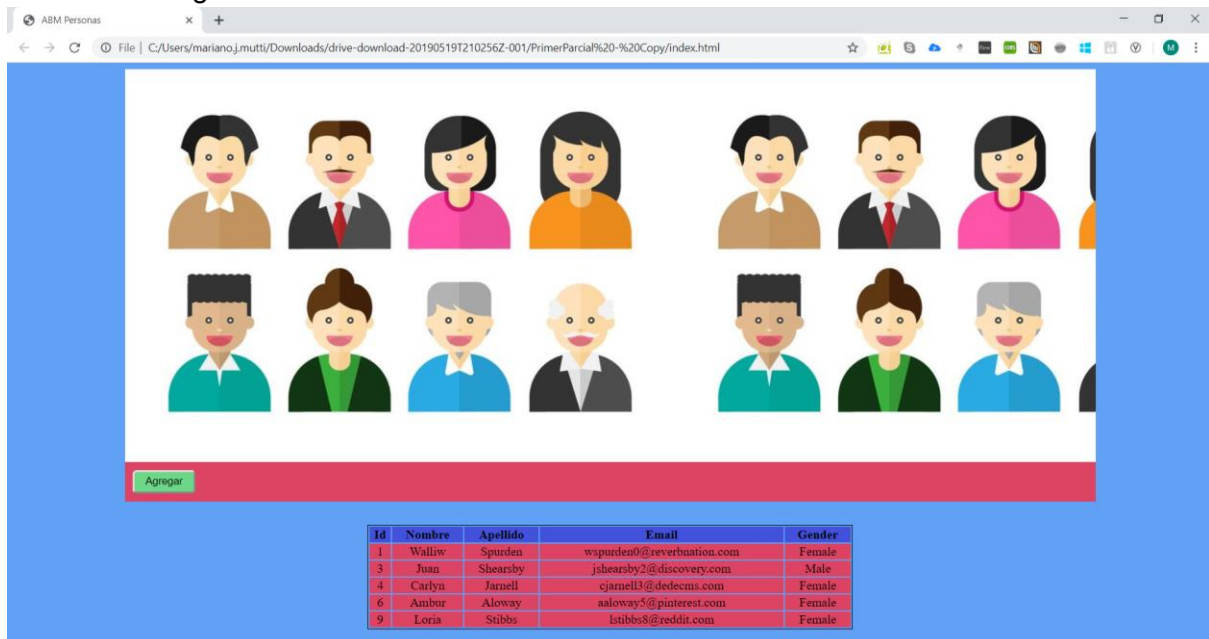 ABM Personas
File | C:/Users/mariano.j.mutti/Downloads/drive-download-20190519T210256Z-001/PrimerParcial%20-%20Copy/index.html
M
Agregar
Id Nombre Apellido Email Gender
1 Walliw Spurden wspurden0@reverbnation.com Female
3 Juan Shearsby jshearsby2@discovery.com Male
4 Carlyn Jarnell cjarnell3@dedecms.com Female
6 Ambur Aloway aaloway5@pinterest.com Female
9 Loria Stibbs lstibbs8@reddit.com Female